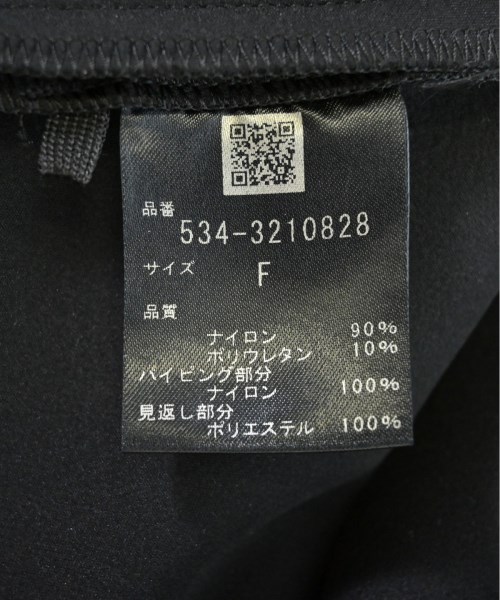 品番
534-3210828
サイズ F
品質
ナイロン 90%
ポリウレタン 10%
パイピング部分
ナイロン 100%
見返し部分
ポリエステル 100%